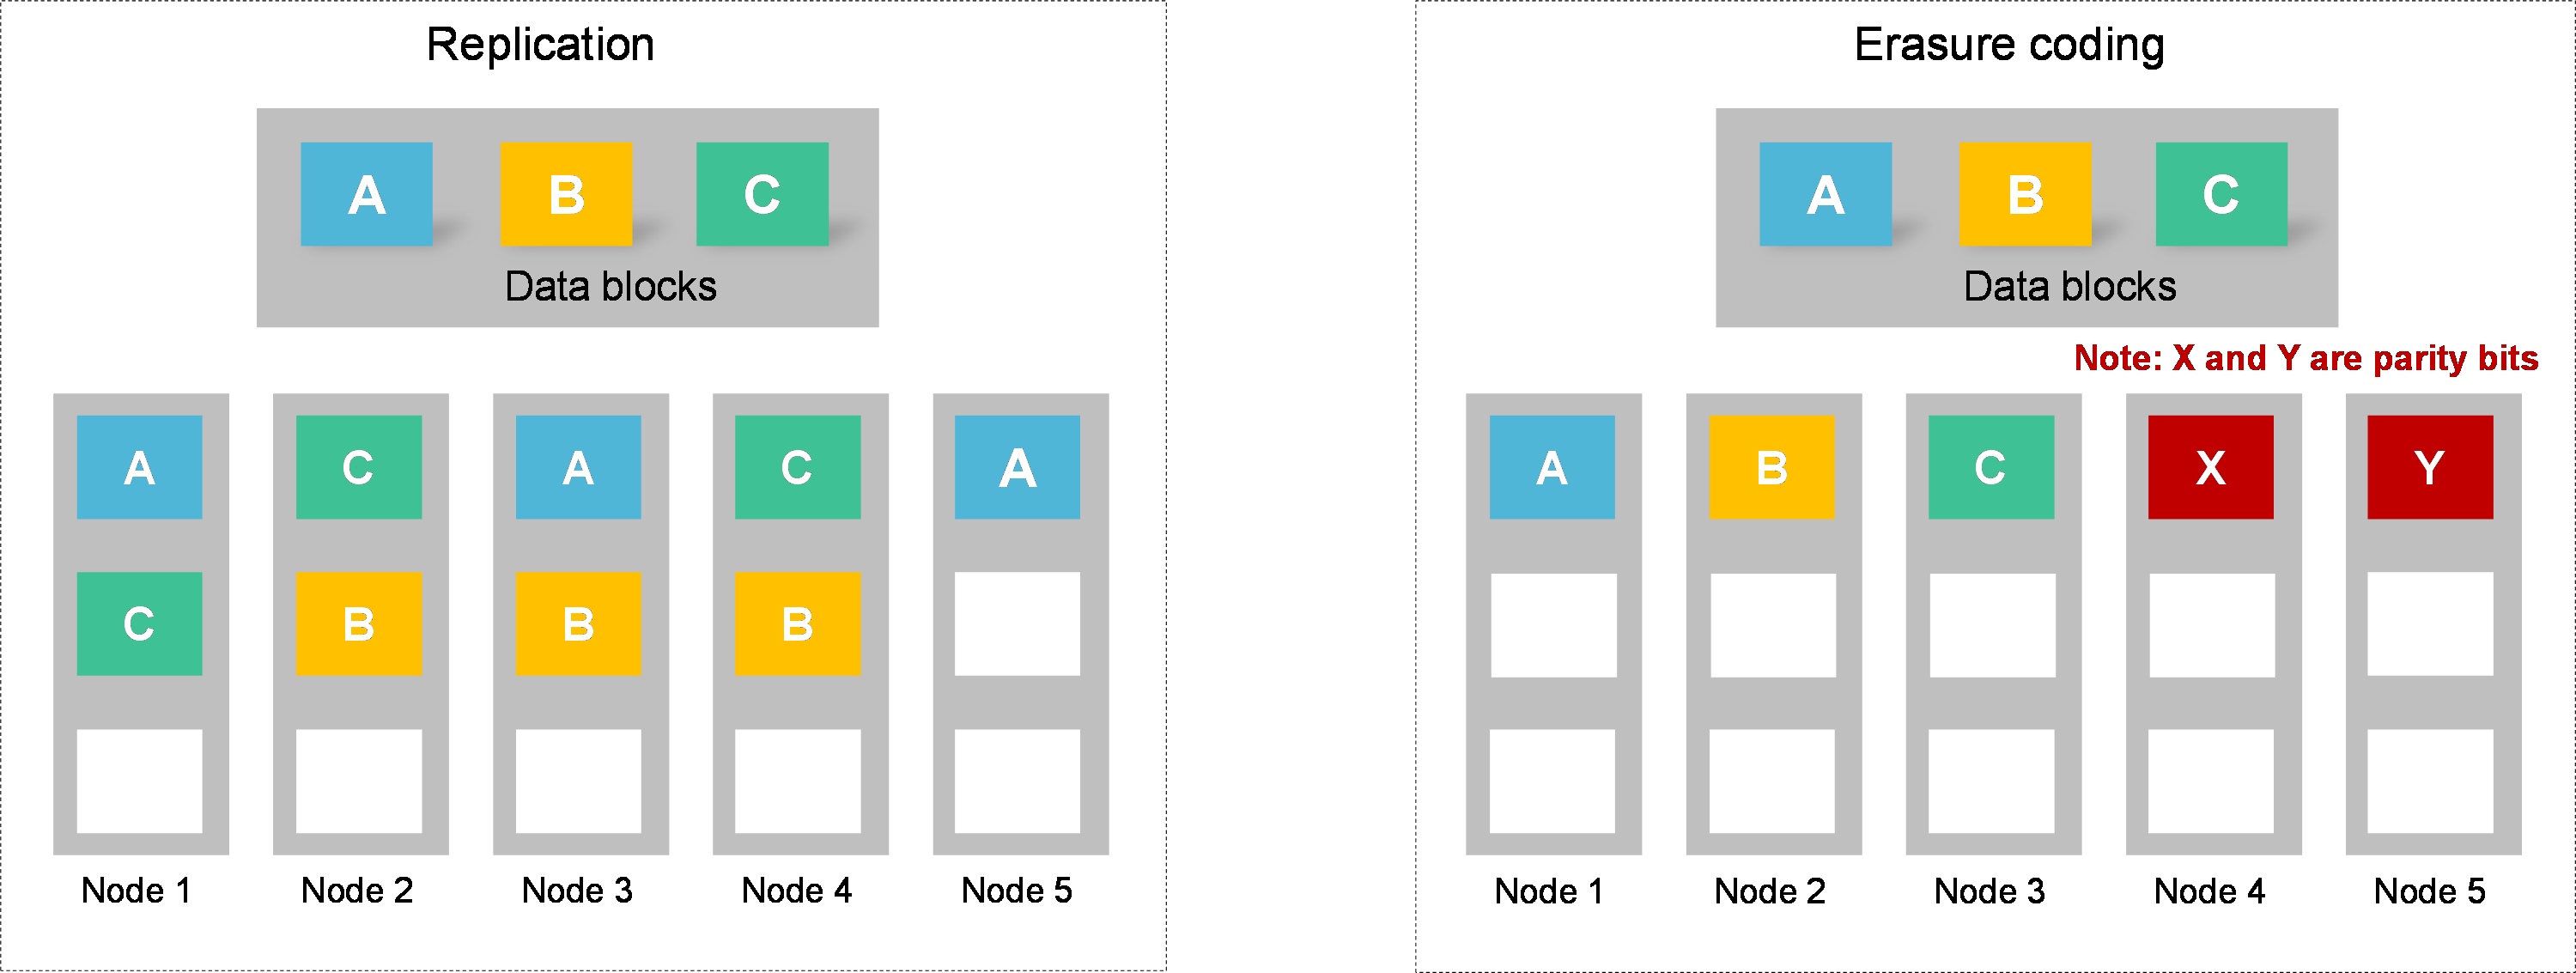 Replication
A B C
Data blocks
A C A C A
C B B B
Node 1 Node 2 Node 3 Node 4 Node 5
Erasure coding
A B C
Data blocks
Note: X and Y are parity bits
A B C X Y
Node 1 Node 2 Node 3 Node 4 Node 5